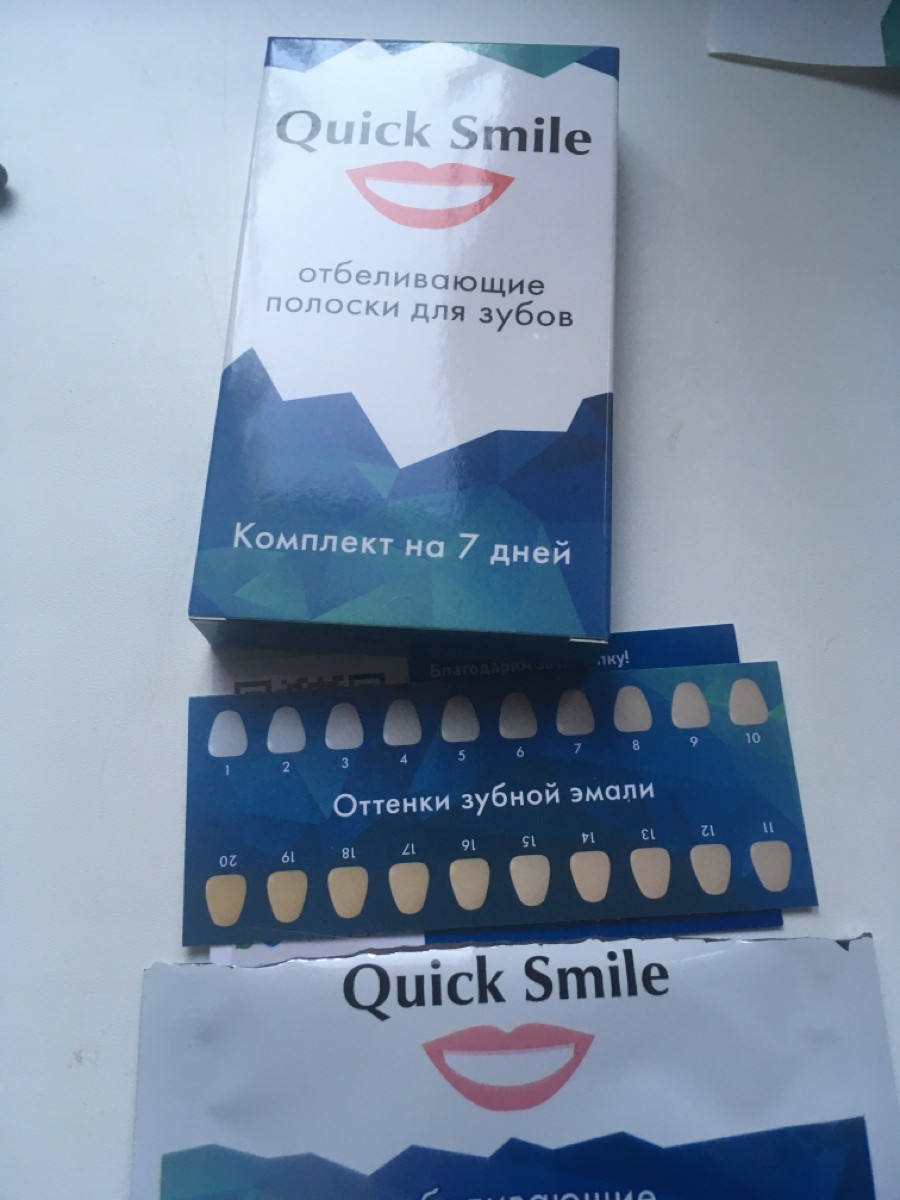 Quick Smile
отбеливающие
полоски для зубов
Комплект на 7 дней
Благодарим
1 2 3 4 5 6 7 8 9 10
Оттенки зубной эмали
20 19 18 17 16 15 14 13 12 11
Quick Smile